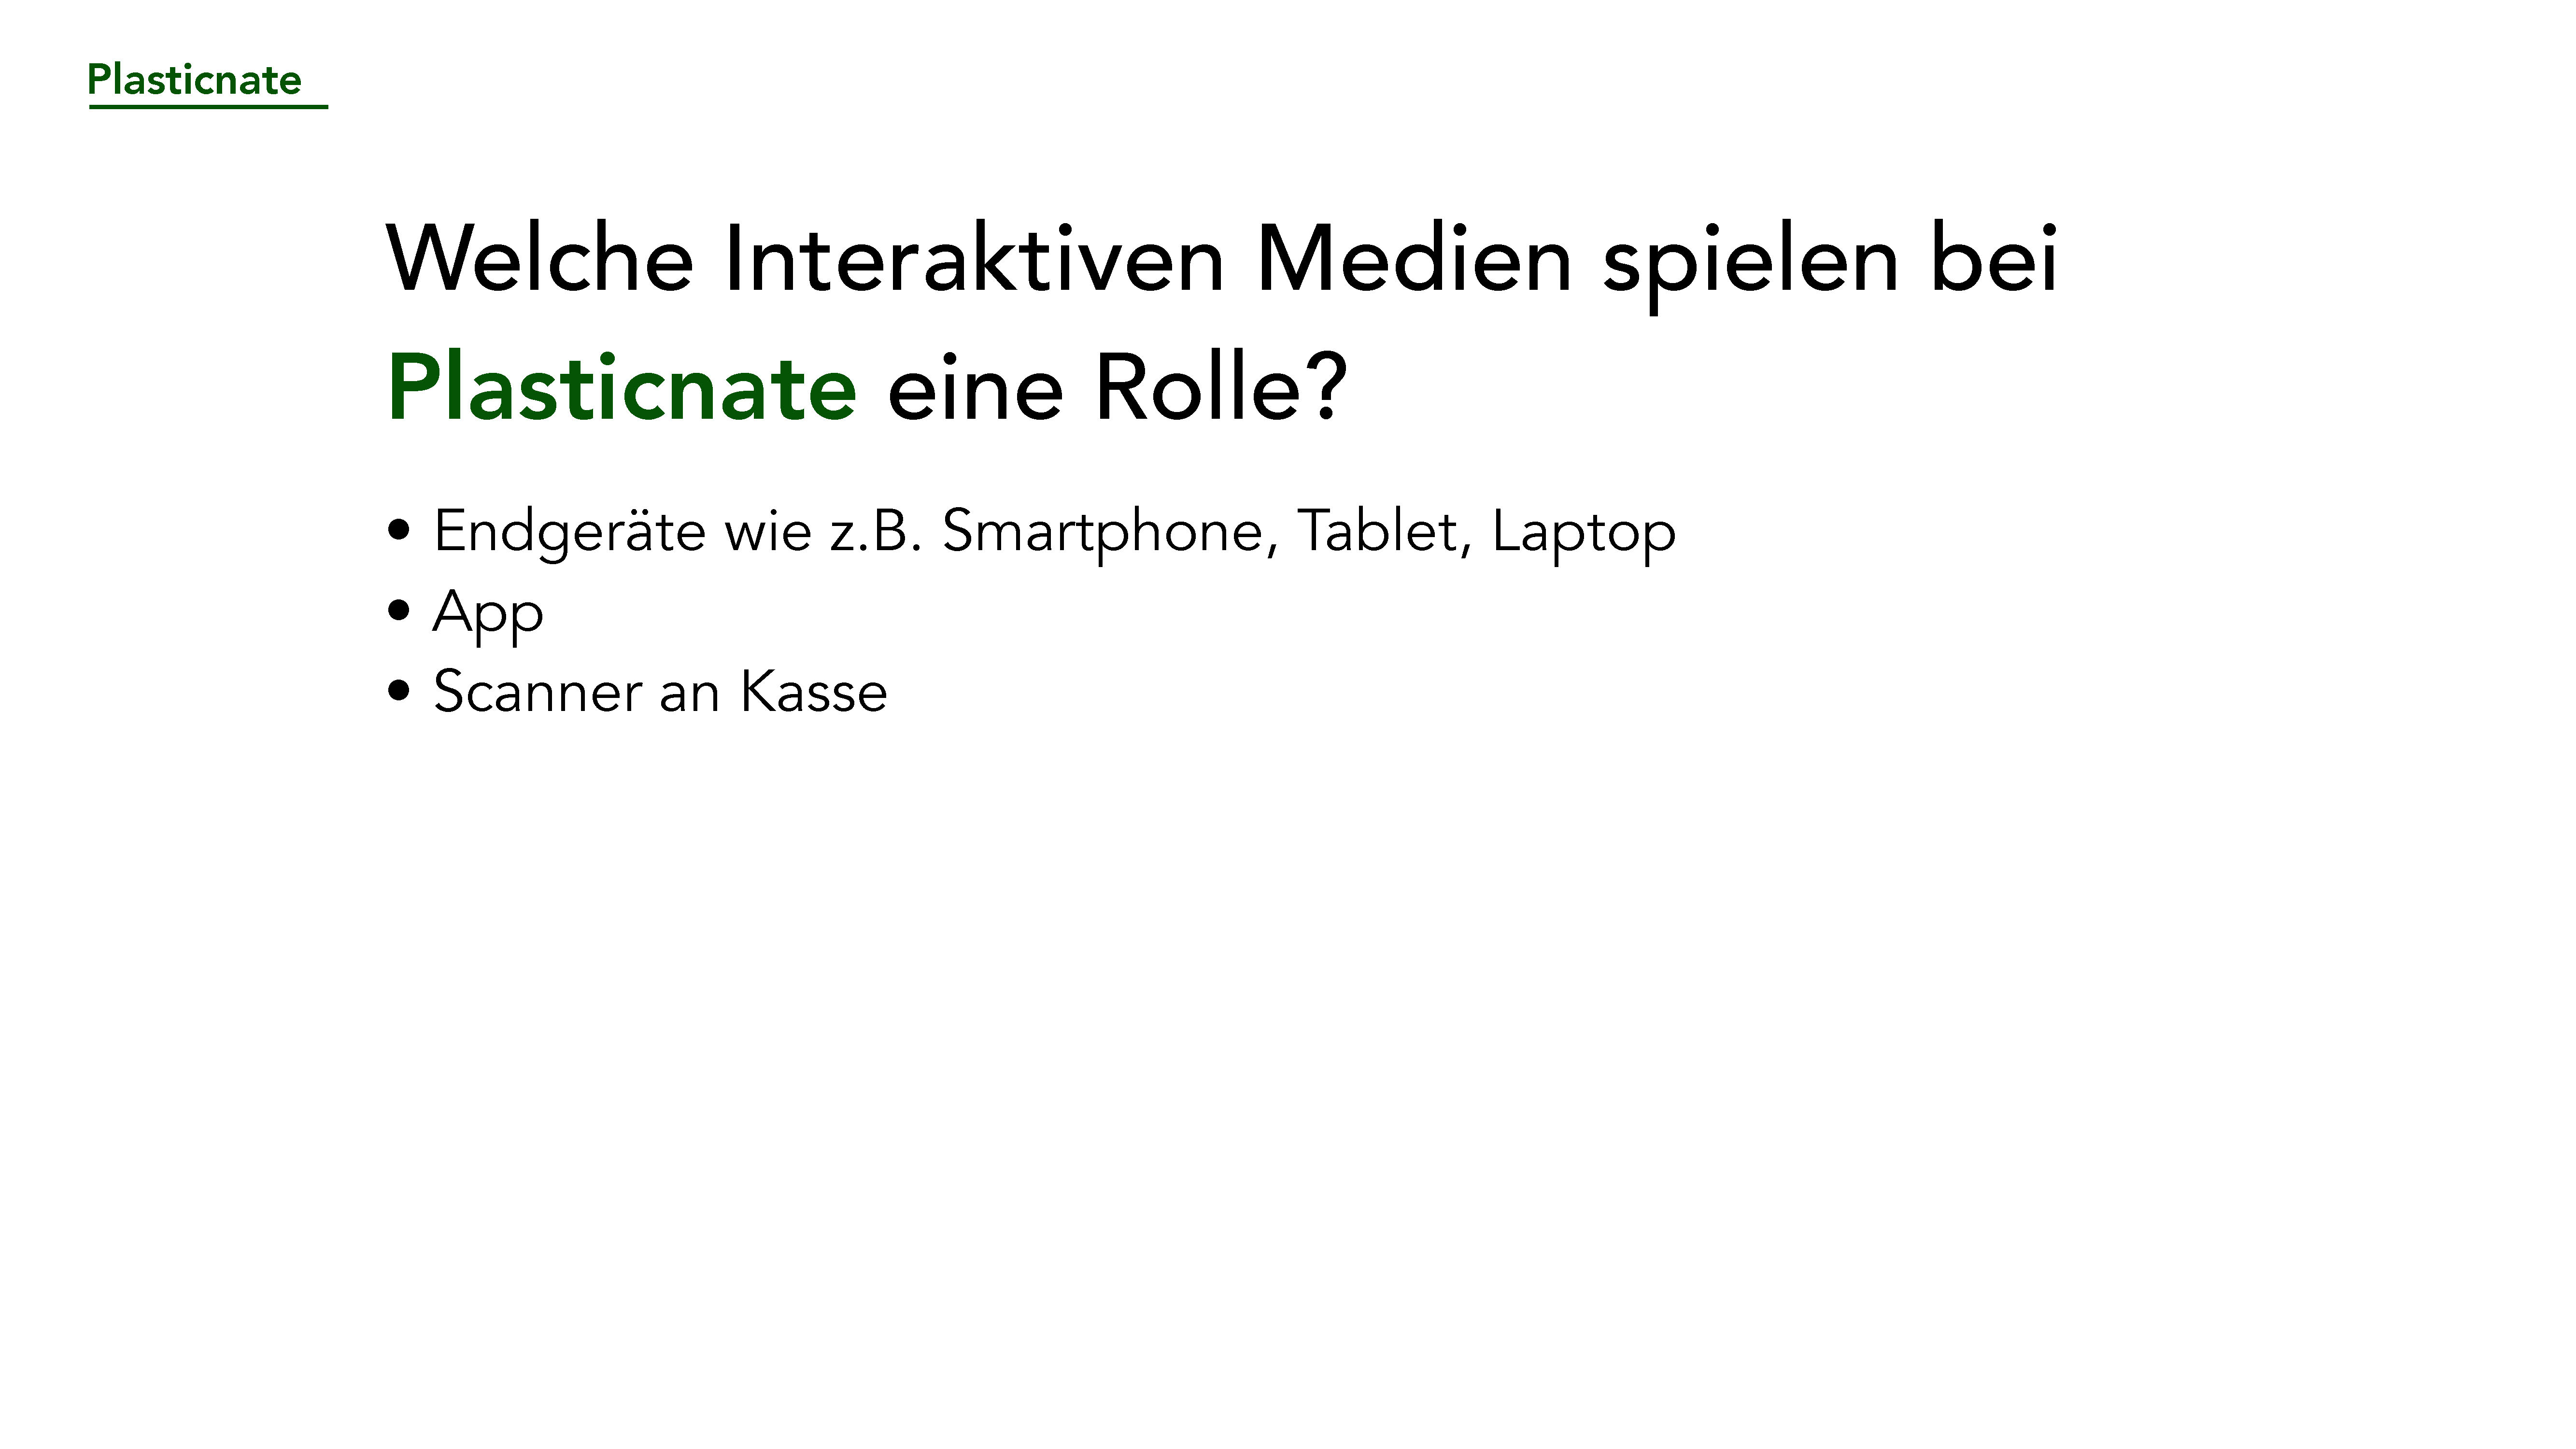 Plasticnate
Welche Interaktiven Medien spielen bei
Plasticnate eine Rolle?
• Endgeräte wie z.B. Smartphone, Tablet, Laptop
• App
• Scanner an Kasse